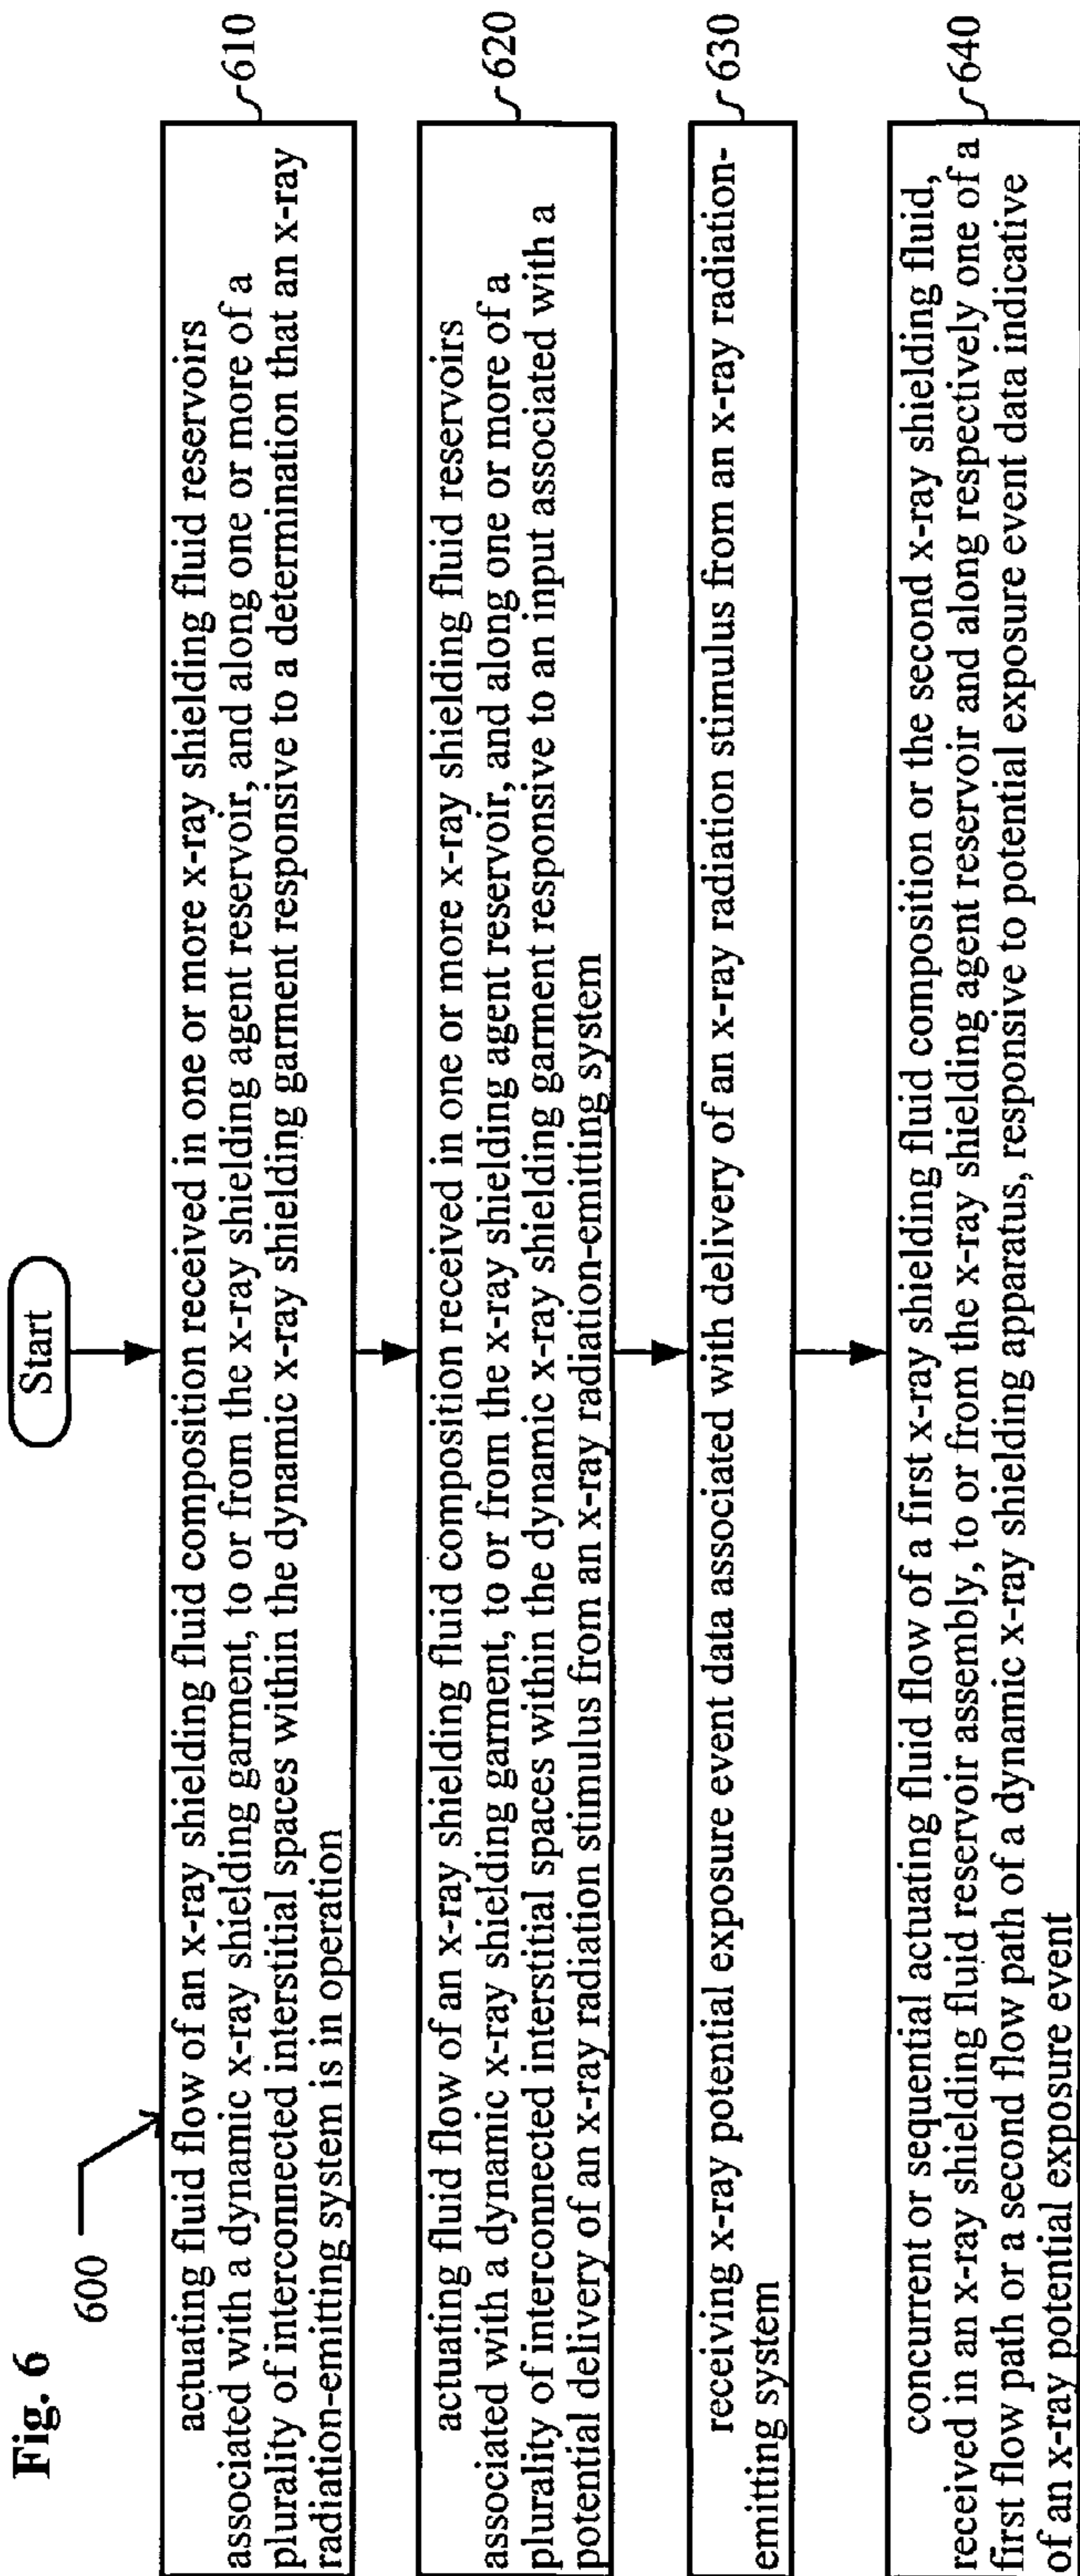 Fig. 6
600
Start
actuating fluid flow of an x-ray shielding fluid composition received in one or more x-ray shielding fluid reservoirs
associated with a dynamic x-ray shielding garment, to or from the x-ray shielding agent reservoir, and along one or more of a
plurality of interconnected interstitial spaces within the dynamic x-ray shielding garment responsive to a determination that an x-ray
radiation-emitting system is in operation
610
actuating fluid flow of an x-ray shielding fluid composition received in one or more x-ray shielding fluid reservoirs
associated with a dynamic x-ray shielding garment, to or from the x-ray shielding agent reservoir, and along one or more of a
plurality of interconnected interstitial spaces within the dynamic x-ray shielding garment responsive to an input associated with a
potential delivery of an x-ray radiation stimulus from an x-ray radiation-emitting system
620
receiving x-ray potential exposure event data associated with delivery of an x-ray radiation stimulus from an x-ray radiation-
emitting system
630
concurrent or sequential actuating fluid flow of a first x-ray shielding fluid composition or the second x-ray shielding fluid,
received in an x-ray shielding fluid reservoir assembly, to or from the x-ray shielding agent reservoir and along respectively one of a
first flow path or a second flow path of a dynamic x-ray shielding apparatus, responsive to potential exposure event data indicative
of an x-ray potential exposure event
640